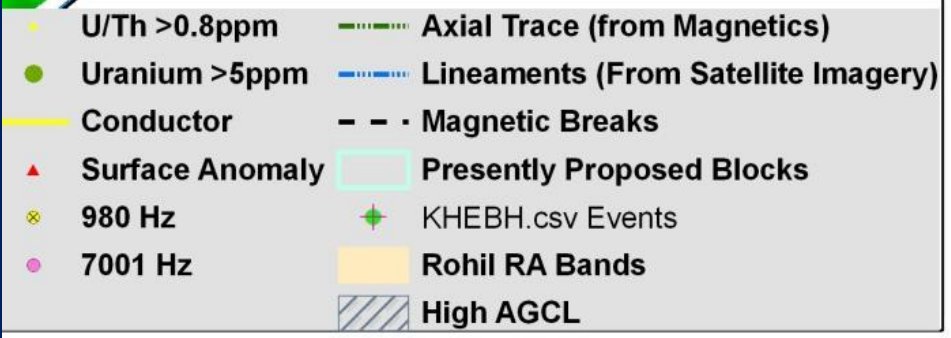 U/Th >0.8ppm
Uranium >5ppm
Conductor
Surface Anomaly
980 Hz
7001 Hz
Axial Trace (from Magnetics)
Lineaments (From Satellite Imagery)
Magnetic Breaks
Presently Proposed Blocks
KHEBH.csv Events
Rohil RA Bands
High AGCL